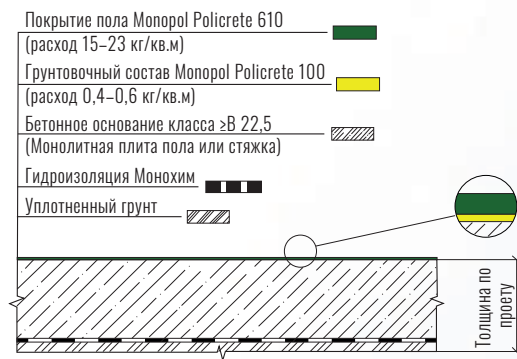 Покрытие пола Monopol Policrete 610
(расход 15–23 кг/кв.м)
Грунтовочный состав Monopol Policrete 100
(расход 0,4–0,6 кг/кв.м)
Бетонное основание класса ≥В 22,5
(Монолитная плита пола или стяжка)
Гидроизоляция Монохим
Уплотненный грунт
Толщина по
проету